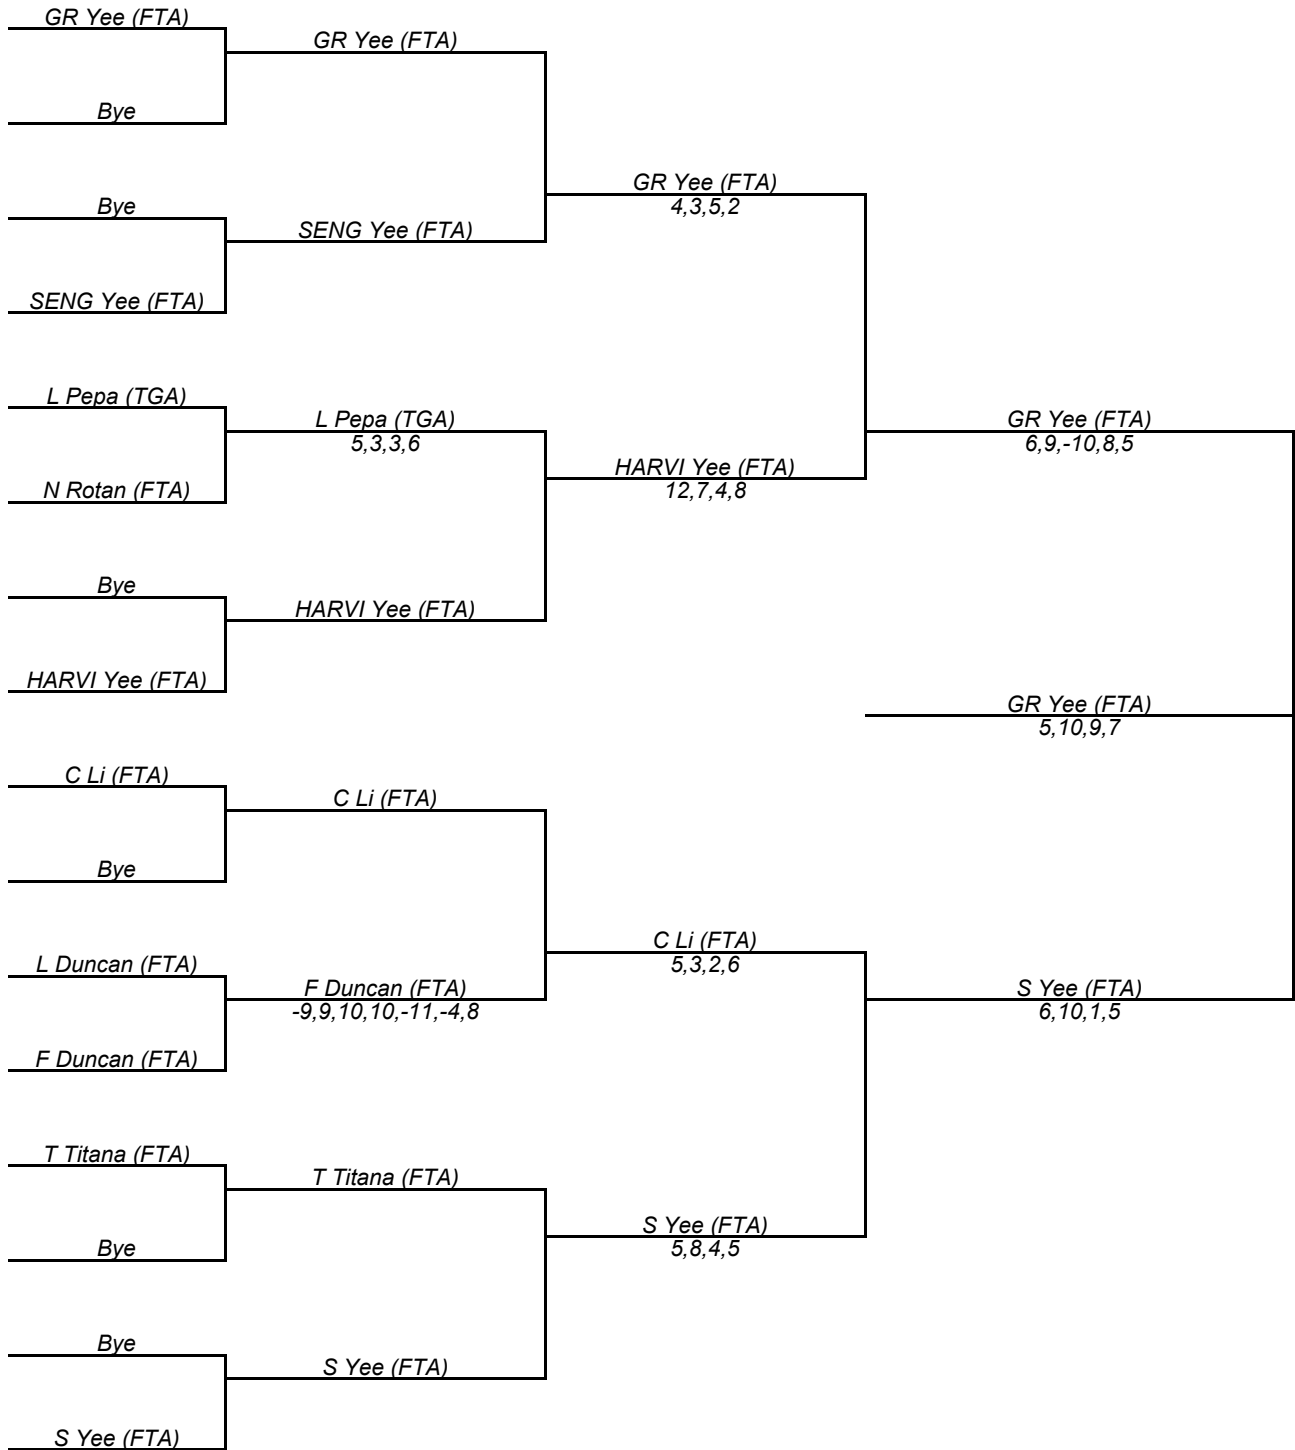 GR Yee (FTA)
GR Yee (FTA)
Bye
GR Yee (FTA)
4,3,5,2
Bye
SENG Yee (FTA)
SENG Yee (FTA)
L Pepa (TGA)
L Pepa (TGA)
5,3,3,6
GR Yee (FTA)
6,9,-10,8,5
N Rotan (FTA)
HARVI Yee (FTA)
12,7,4,8
Bye
HARVI Yee (FTA)
HARVI Yee (FTA)
GR Yee (FTA)
5,10,9,7
C Li (FTA)
C Li (FTA)
Bye
C Li (FTA)
5,3,2,6
L Duncan (FTA)
F Duncan (FTA)
-9,9,10,10,-11,-4,8
S Yee (FTA)
6,10,1,5
F Duncan (FTA)
T Titana (FTA)
T Titana (FTA)
S Yee (FTA)
5,8,4,5
Bye
Bye
S Yee (FTA)
S Yee (FTA)